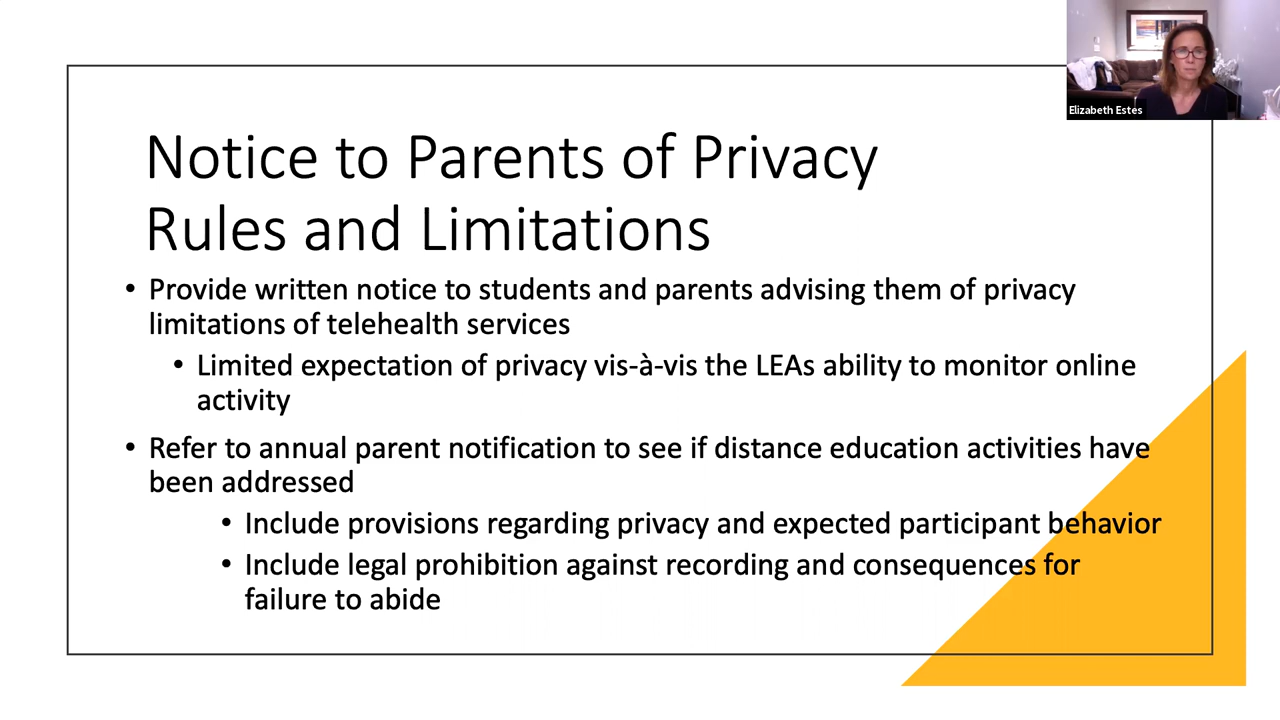 Elizabeth Estes
Notice to Parents of Privacy
Rules and Limitations
• Provide written notice to students and parents advising them of privacy
limitations of telehealth services
• Limited expectation of privacy vis-à-vis the LEAs ability to monitor online
activity
• Refer to annual parent notification to see if distance education activities have
been addressed
• Include provisions regarding privacy and expected participant behavior
• Include legal prohibition against recording and consequences for
failure to abide